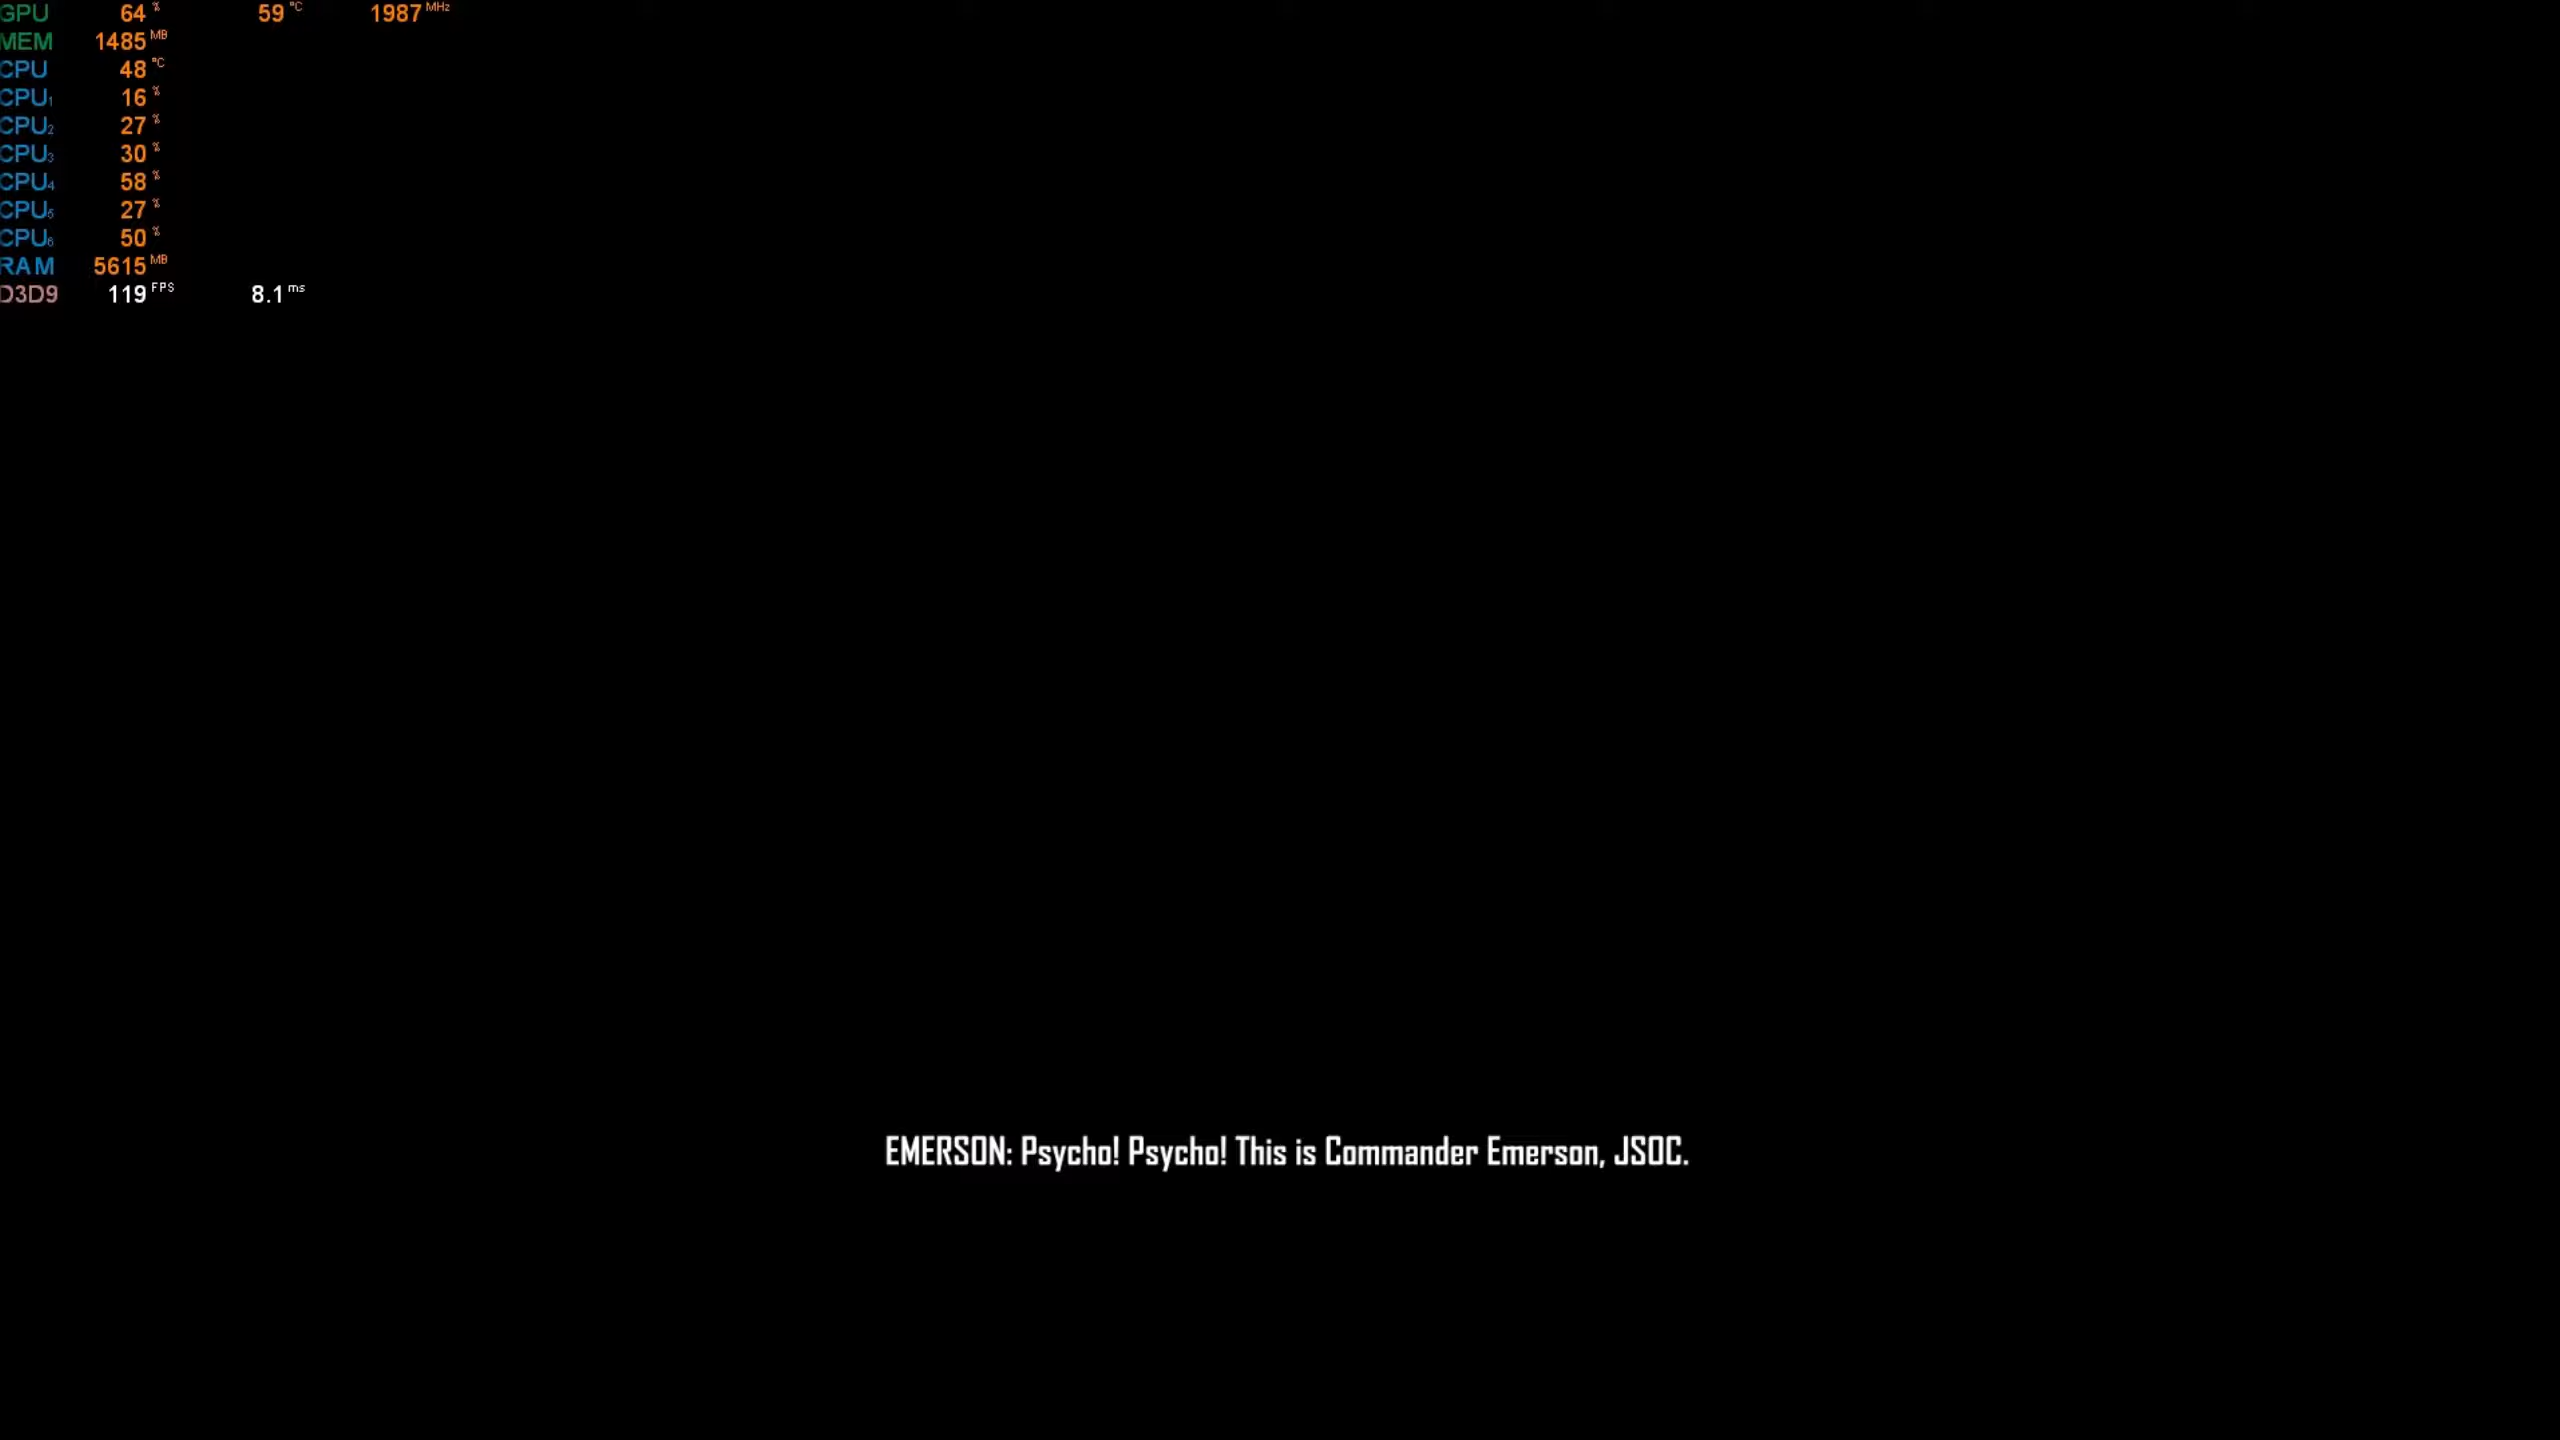 GPU 64 % 59 °C 1987 MHz
MEM 1485 MB
CPU 48 °C
CPU1 16 %
CPU2 27 %
CPU3 30 %
CPU4 58 %
CPU5 27 %
CPU6 50 %
RAM 5615 MB
D3D9 119 FPS 8.1 ms
EMERSON: Psycho! Psycho! This is Commander Emerson, JSOC.